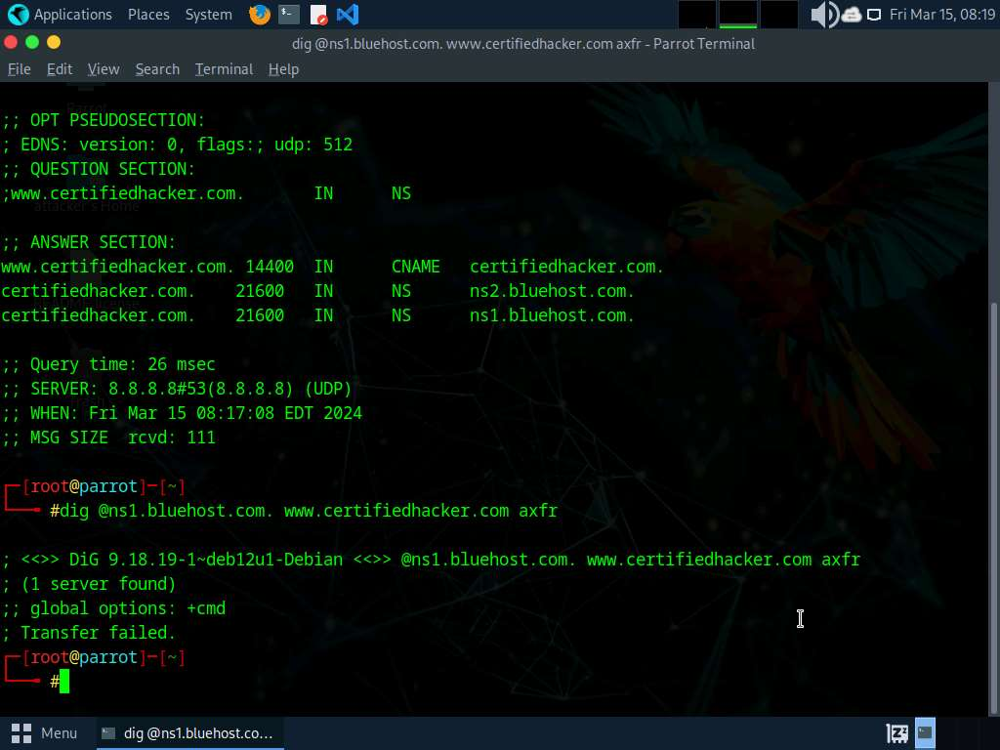 Applications Places System Fri Mar 15, 08:19
dig @ns1.bluehost.com. www.certifiedhacker.com axfr - Parrot Terminal
File Edit View Search Terminal Help
;; OPT PSEUDOSECTION:
; EDNS: version: 0, flags:; udp: 512
;; QUESTION SECTION:
;www.certifiedhacker.com. IN NS
attacker's Home
;; ANSWER SECTION:
www.certifiedhacker.com. 14400 IN CNAME certifiedhacker.com.
certifiedhacker.com. 21600 IN NS ns2.bluehost.com.
certifiedhacker.com. 21600 IN NS ns1.bluehost.com.
;; Query time: 26 msec
;; SERVER: 8.8.8.8#53(8.8.8.8) (UDP)
;; WHEN: Fri Mar 15 08:17:08 EDT 2024
;; MSG SIZE  rcvd: 111
┌─[root@parrot]─[~]
└──╼ #dig @ns1.bluehost.com. www.certifiedhacker.com axfr
; <<>> DiG 9.18.19-1~deb12u1-Debian <<>> @ns1.bluehost.com. www.certifiedhacker.com axfr
; (1 server found)
;; global options: +cmd
; Transfer failed.
┌─[root@parrot]─[~]
└──╼ #
Menu dig @ns1.bluehost.co...